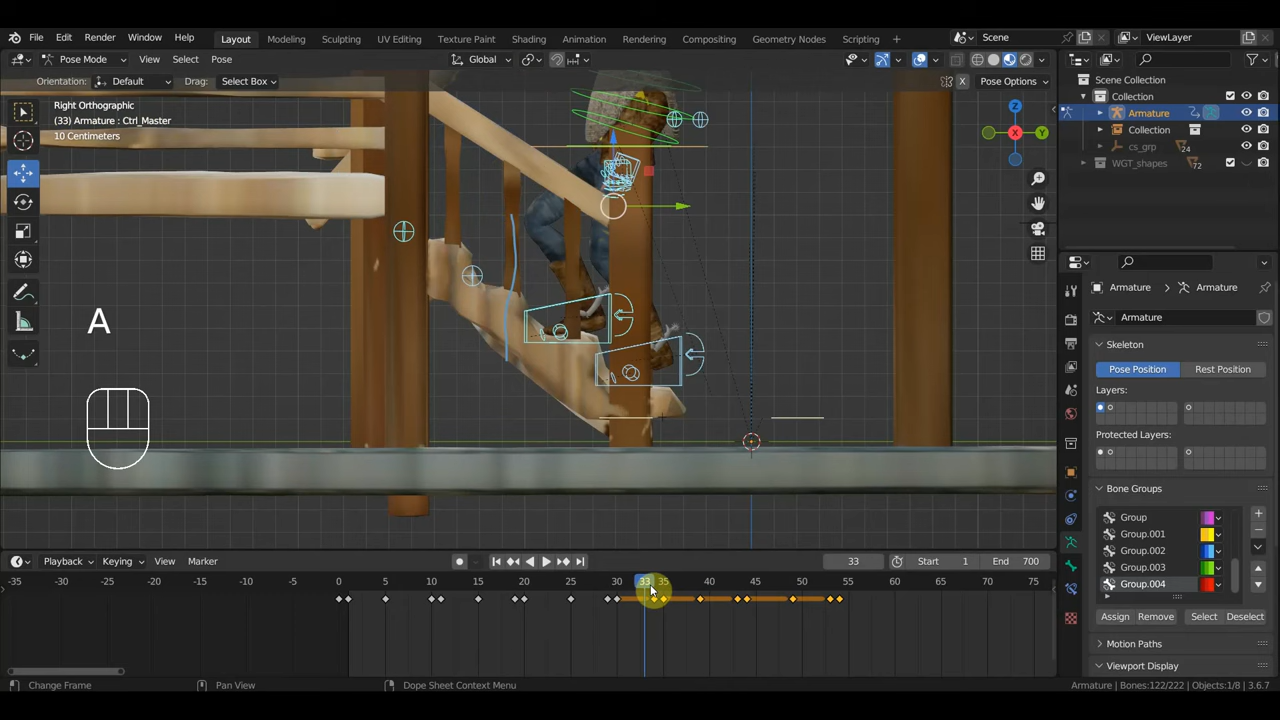 File Edit Render Window Help Layout Modeling Sculpting UV Editing Texture Paint Shading Animation Rendering Compositing Geometry Nodes Scripting + Scene ViewLayer
Pose Mode View Select Pose Global Pose Options
Orientation: Default Drag: Select Box X
Right Orthographic
(33) Armature : Ctrl_Master
10 Centimeters
Z
X
Y
A
Scene Collection
Collection
Armature
Collection
cs_grp 24
WGT_shapes 72
Armature > Armature
Armature
Skeleton
Pose Position Rest Position
Layers:
Protected Layers:
Bone Groups
Group
Group.001
Group.002
Group.003
Group.004
Assign Remove Select Deselect
Motion Paths
Viewport Display
Playback Keying View Marker 33 Start 1 End 700
-35 -30 -25 -20 -15 -10 -5 0 5 10 15 20 25 30 33 35 40 45 50 55 60 65 70 75
Change Frame Pan View Dope Sheet Context Menu Armature | Bones:122/222 | Objects:1/8 | 3.6.7